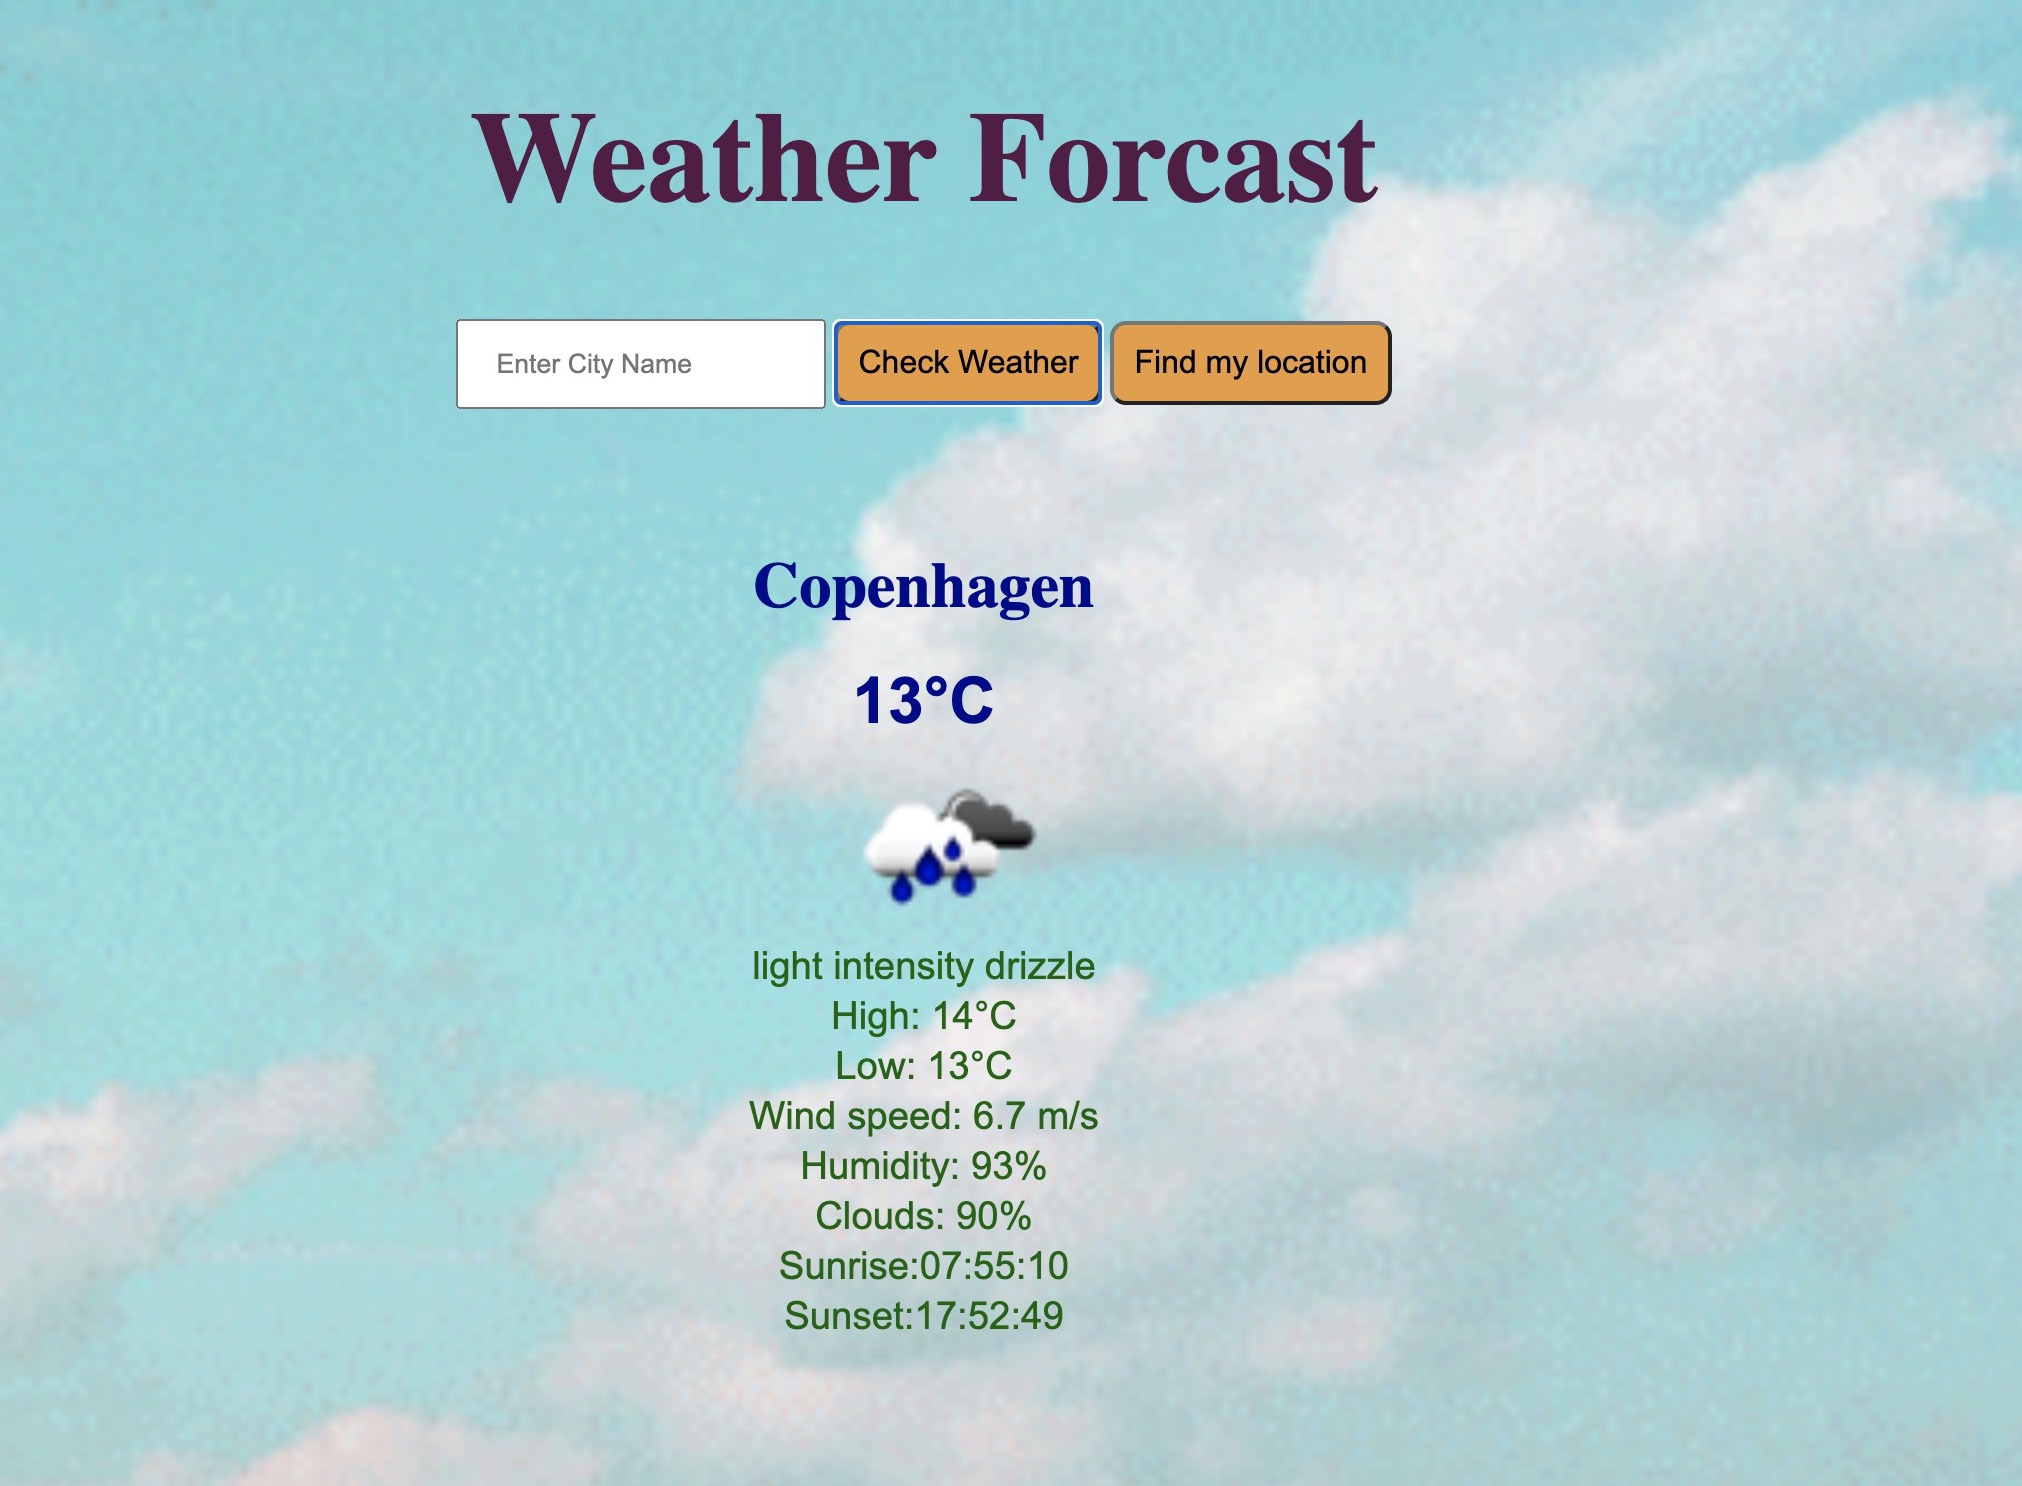 Weather Forcast
Enter City Name Check Weather Find my location
Copenhagen
13°C
light intensity drizzle
High: 14°C
Low: 13°C
Wind speed: 6.7 m/s
Humidity: 93%
Clouds: 90%
Sunrise:07:55:10
Sunset:17:52:49